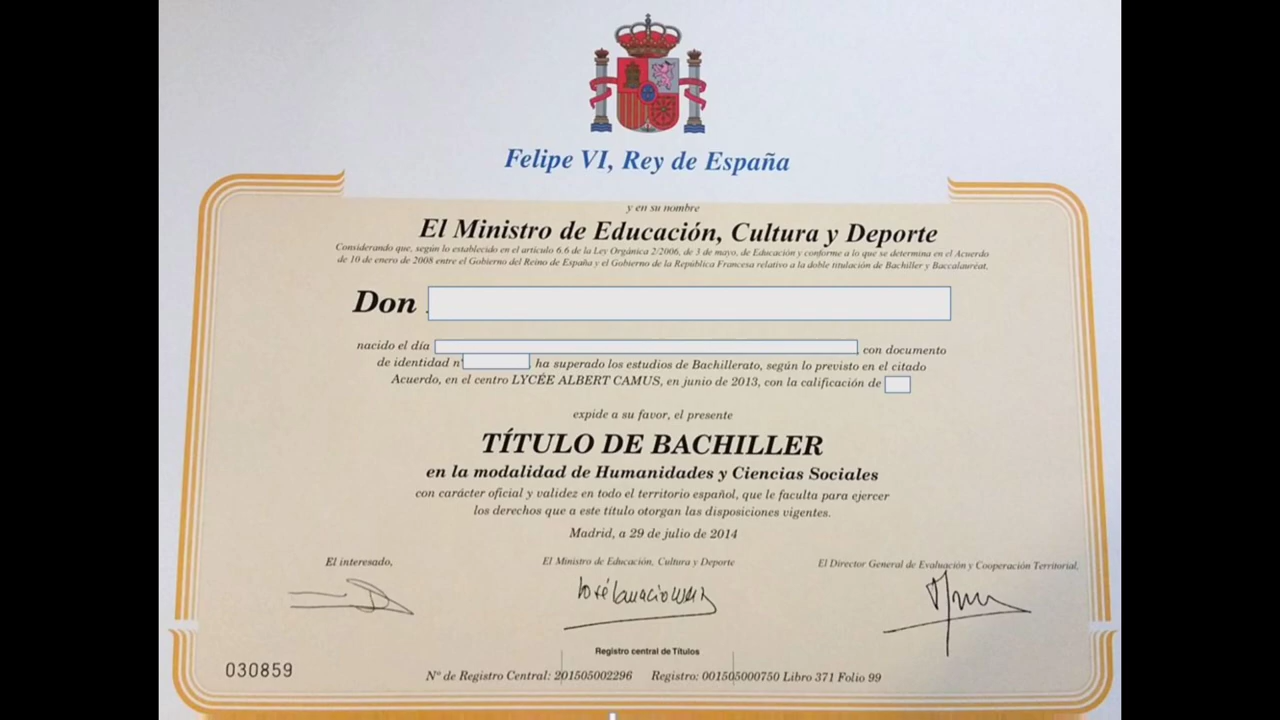 Felipe VI, Rey de España
y en su nombre
El Ministro de Educación, Cultura y Deporte
Considerando que, según lo establecido en el artículo 6.6 de la Ley Orgánica 2/2006, de 3 de mayo, de Educación y conforme a lo que se determina en el Acuerdo
de 10 de enero de 2008 entre el Gobierno del Reino de España y el Gobierno de la República Francesa relativo a la doble titulación de Bachiller y Baccalauréat,
Don
nacido el día , con documento
de identidad nº , ha superado los estudios de Bachillerato, según lo previsto en el citado
Acuerdo, en el centro LYCÉE ALBERT CAMUS, en junio de 2013, con la calificación de
expide a su favor, el presente
TÍTULO DE BACHILLER
en la modalidad de Humanidades y Ciencias Sociales
con carácter oficial y validez en todo el territorio español, que le faculta para ejercer
los derechos que a este título otorgan las disposiciones vigentes.
Madrid, a 29 de julio de 2014
El interesado,
El Ministro de Educación, Cultura y Deporte
El Director General de Evaluación y Cooperación Territorial,
Registro central de Títulos
030859
Nº de Registro Central: 201505002296 Registro: 001505000750 Libro 371 Folio 99